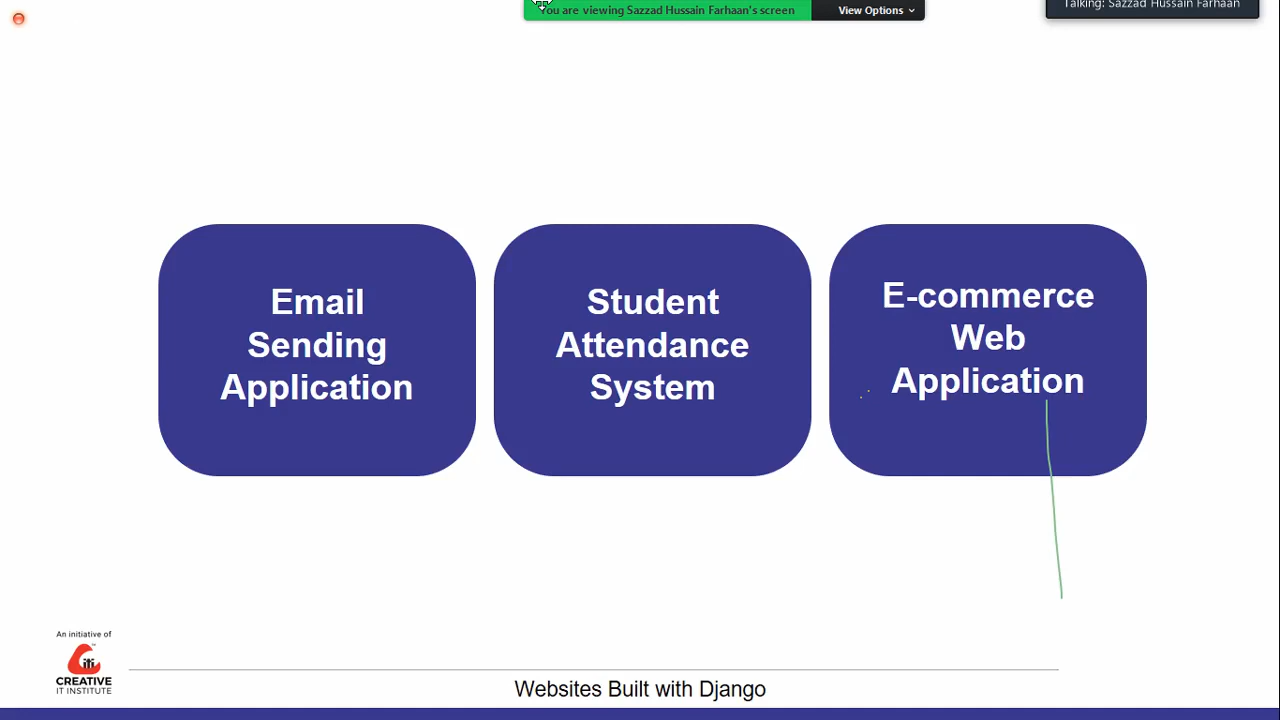 You are viewing Sazzad Hussain Farhaan's screen
View Options
Talking: Sazzad Hussain Farhaan
Email
Sending
Application
Student
Attendance
System
E-commerce
Web
Application
An initiative of
CREATIVE
IT INSTITUTE
Websites Built with Django